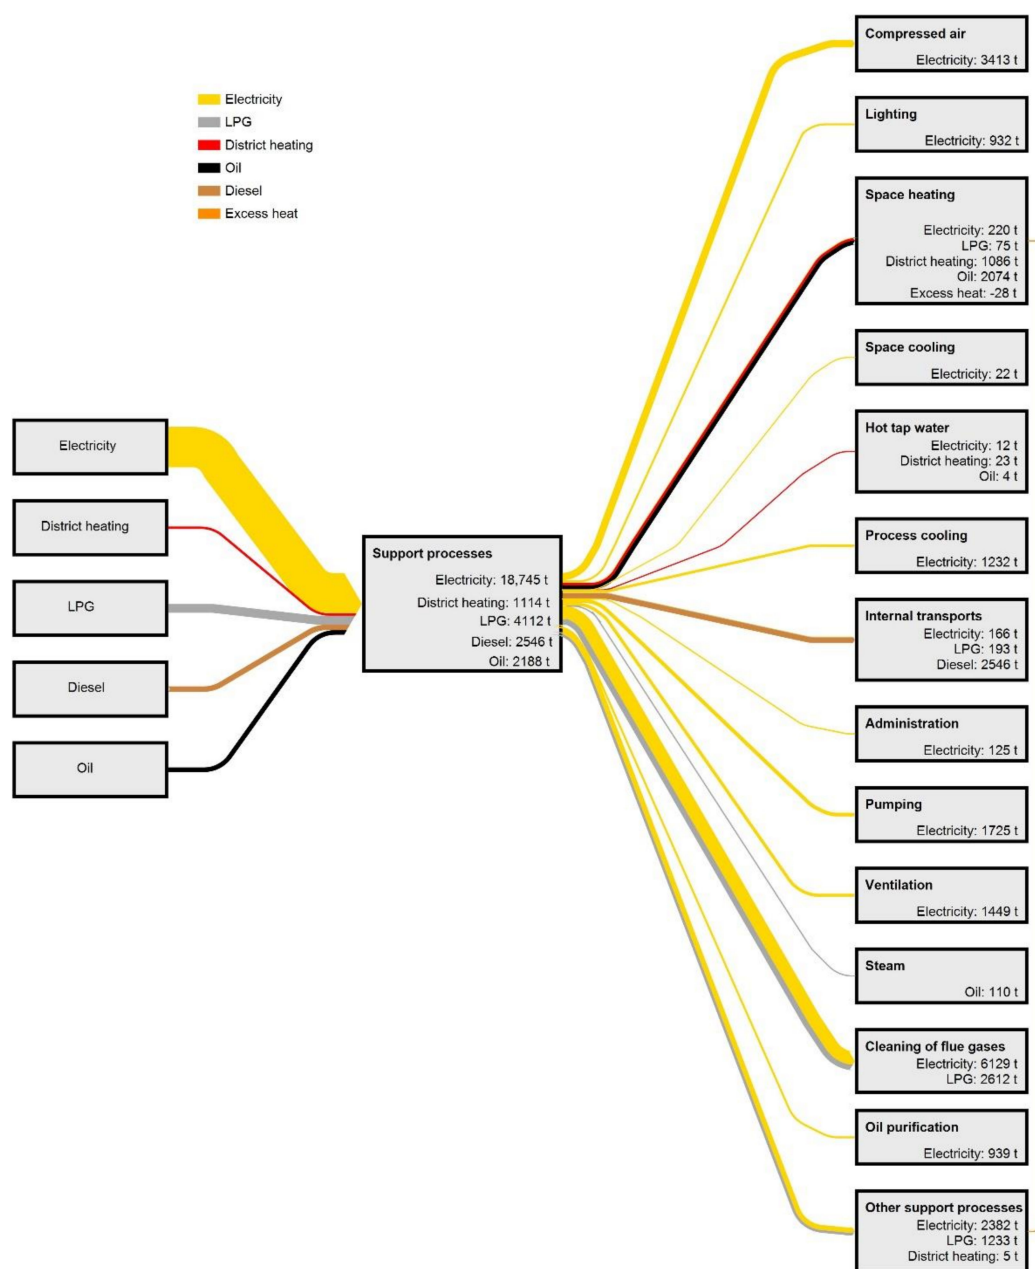 Electricity
LPG
District heating
Oil
Diesel
Excess heat
Electricity
District heating
LPG
Diesel
Oil
Support processes
Electricity: 18,745 t
District heating: 1114 t
LPG: 4112 t
Diesel: 2546 t
Oil: 2188 t
Compressed air
Electricity: 3413 t
Lighting
Electricity: 932 t
Space heating
Electricity: 220 t
LPG: 75 t
District heating: 1086 t
Oil: 2074 t
Excess heat: -28 t
Space cooling
Electricity: 22 t
Hot tap water
Electricity: 12 t
District heating: 23 t
Oil: 4 t
Process cooling
Electricity: 1232 t
Internal transports
Electricity: 166 t
LPG: 193 t
Diesel: 2546 t
Administration
Electricity: 125 t
Pumping
Electricity: 1725 t
Ventilation
Electricity: 1449 t
Steam
Oil: 110 t
Cleaning of flue gases
Electricity: 6129 t
LPG: 2612 t
Oil purification
Electricity: 939 t
Other support processes
Electricity: 2382 t
LPG: 1233 t
District heating: 5 t